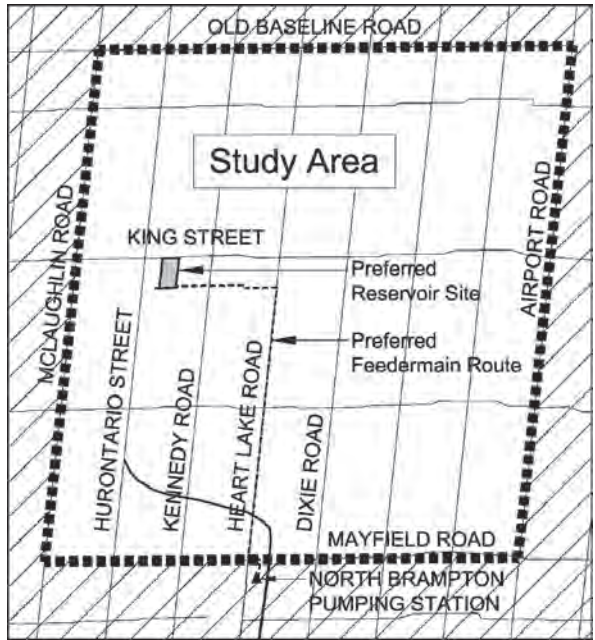 OLD BASELINE ROAD
Study Area
MCLAUGHLIN ROAD
AIRPORT ROAD
KING STREET
Preferred
Reservoir Site
Preferred
Feedermain Route
HURONTARIO STREET
KENNEDY ROAD
HEART LAKE ROAD
DIXIE ROAD
MAYFIELD ROAD
NORTH BRAMPTON
PUMPING STATION